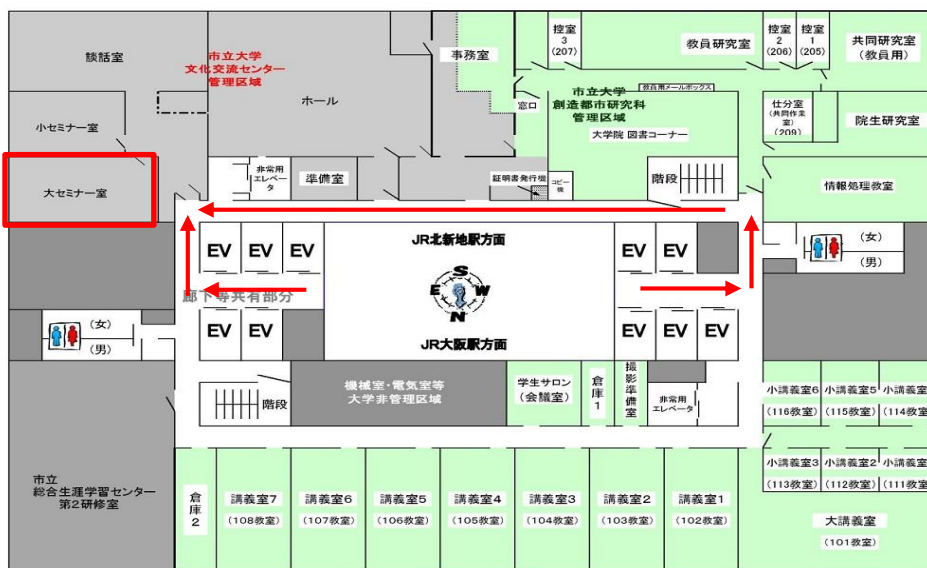 談話室
市立大学
文化交流センター
管理区域
ホール
事務室
控室
3
(207)
教員研究室
控室
2
(206)
控室
1
(205)
共同研究室
(教員用)
教員用メールボックス
窓口
市立大学
創造都市研究科
管理区域
大学院 図書コーナー
仕分室
(共同作業
室)
(209)
院生研究室
小セミナー室
大セミナー室
非常用
エレベー
タ
準備室
証明書発行機
コピー
機
階段
情報処理教室
EV
EV
EV
JR北新地駅方面
EV
EV
(女)
(男)
S
E
W
N
廊下等共有部分
EV
EV
JR大阪駅方面
EV
EV
EV
(女)
(男)
階段
機械室・電気室等
大学非管理区域
学生サロン
(会議室)
倉庫1
撮影準備室
非常用
エレベータ
小講義室6
(116教室)
小講義室5
(115教室)
小講義室
(114教室)
小講義室3
(113教室)
小講義室2
(112教室)
小講義室
(111教室)
市立
総合生涯学習センター
第2研修室
倉庫2
講義室7
(108教室)
講義室6
(107教室)
講義室5
(106教室)
講義室4
(105教室)
講義室3
(104教室)
講義室2
(103教室)
講義室1
(102教室)
大講義室
(101教室)